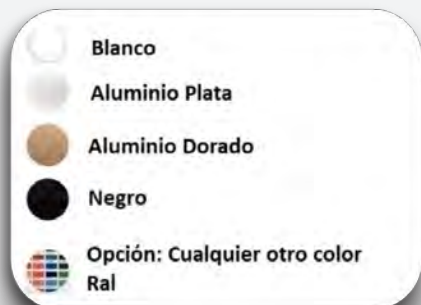 Blanco
Aluminio Plata
Aluminio Dorado
Negro
Opción: Cualquier otro color
Ral